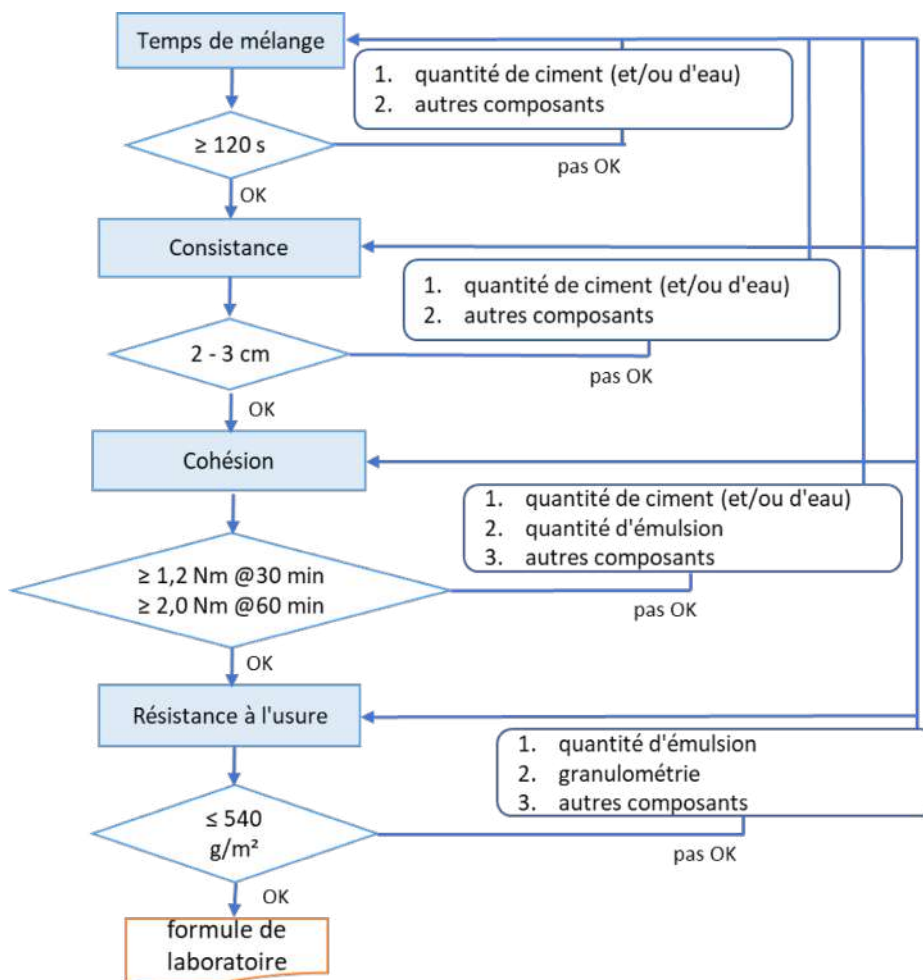 Temps de mélange
1. quantité de ciment (et/ou d'eau)
2. autres composants
≥ 120 s
pas OK
OK
Consistance
1. quantité de ciment (et/ou d'eau)
2. autres composants
2 - 3 cm
pas OK
OK
Cohésion
1. quantité de ciment (et/ou d'eau)
2. quantité d'émulsion
3. autres composants
≥ 1,2 Nm @30 min
≥ 2,0 Nm @60 min
pas OK
OK
Résistance à l'usure
1. quantité d'émulsion
2. granulométrie
3. autres composants
≤ 540
g/m²
pas OK
OK
formule de
laboratoire